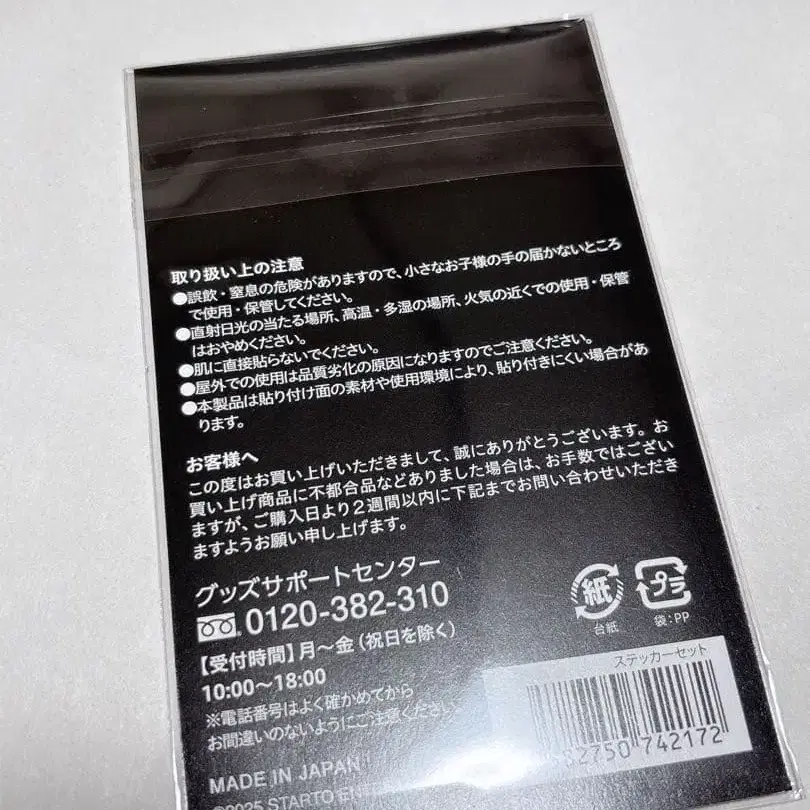 取り扱い上の注意
●誤飲・窒息の危険がありますので、小さなお子様の手の届かないところ
で使用・保管してください。
●直射日光の当たる場所、高温・多湿の場所、火気の近くでの使用・保管
はおやめください。
●肌に直接貼らないでください。
●屋外での使用は品質劣化の原因になりますのでご注意ください。
●本製品は貼り付け面の素材や使用環境により、貼り付きにくい場合があ
ります。
お客様へ
この度はお買い上げいただきまして、誠にありがとうございます。お
買い上げ商品に不都合品などありました場合は、お手数ではござい
ますが、ご購入日より2週間以内に下記までお問い合わせいただき
ますようお願い申し上げます。
グッズサポートセンター
0120-382-310
【受付時間】月〜金(祝日を除く)
10:00〜18:00
※電話番号はよく確かめてから
お間違いのないようにご注意ください
MADE IN JAPAN
©2025 STARTO
紙
台紙
プラ
袋:PP
ステッカーセット
2750 742172